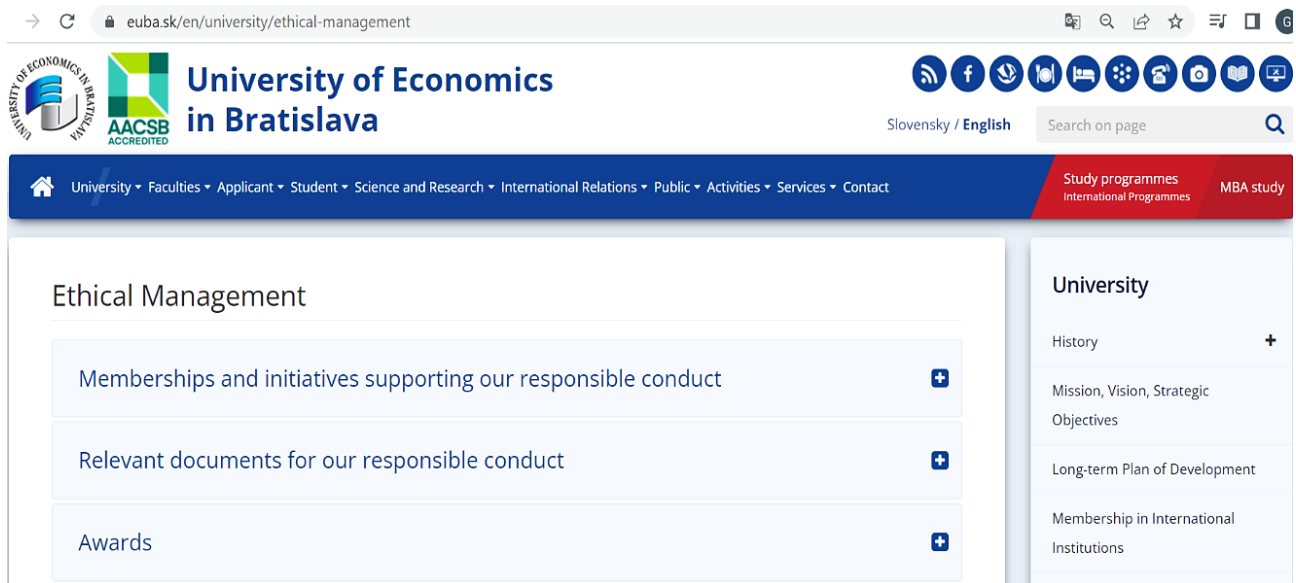 euba.sk/en/university/ethical-management
G
UNIVERSITY OF ECONOMICS IN BRATISLAVA
AACSB
ACCREDITED
University of Economics
in Bratislava
Slovensky / English
Search on page
University
Faculties
Applicant
Student
Science and Research
International Relations
Public
Activities
Services
Contact
Study programmes
International Programmes
MBA study
Ethical Management
Memberships and initiatives supporting our responsible conduct
Relevant documents for our responsible conduct
Awards
University
History
Mission, Vision, Strategic
Objectives
Long-term Plan of Development
Membership in International
Institutions